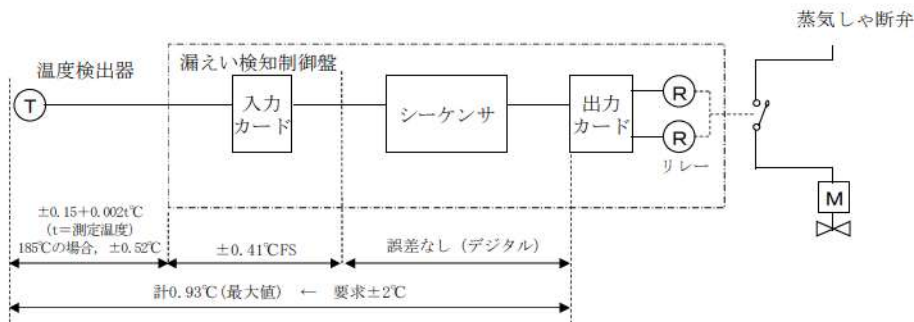 蒸気しゃ断弁
温度検出器
漏えい検知制御盤
T
入力
カード
シーケンサ
出力
カード
R
R
リレー
M
±0.15+0.002t℃
(t=測定温度)
185℃の場合, ±0.52℃
±0.41℃FS
誤差なし (デジタル)
計0.93℃(最大値) ← 要求±2℃